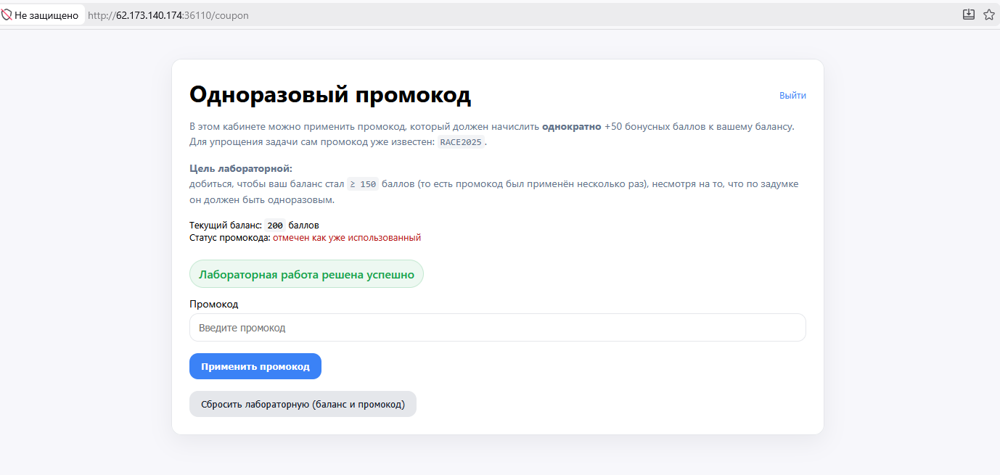 Не защищено http://62.173.140.174:36110/coupon
Одноразовый промокод
Выйти
В этом кабинете можно применить промокод, который должен начислить однократно +50 бонусных баллов к вашему балансу.
Для упрощения задачи сам промокод уже известен: RACE2025.
Цель лабораторной:
добиться, чтобы ваш баланс стал ≥ 150 баллов (то есть промокод был применён несколько раз), несмотря на то, что по задумке
он должен быть одноразовым.
Текущий баланс: 200 баллов
Статус промокода: отмечен как уже использованный
Лабораторная работа решена успешно
Промокод
Введите промокод
Применить промокод
Сбросить лабораторную (баланс и промокод)